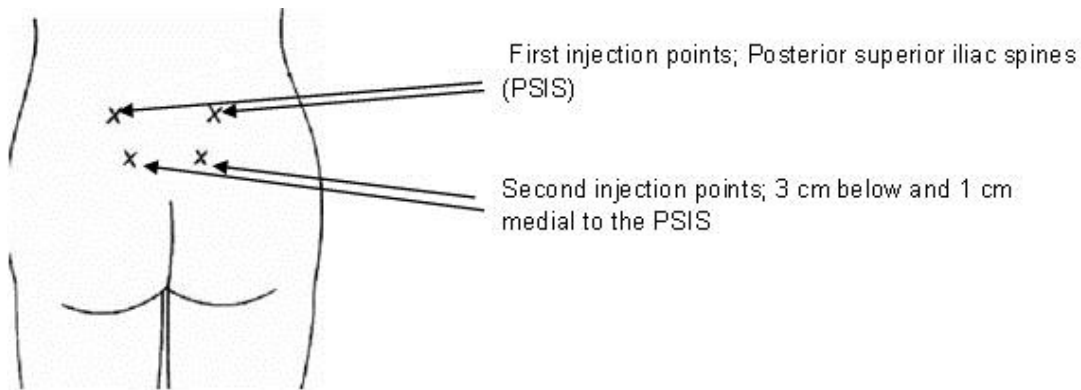 First injection points; Posterior superior iliac spines
(PSIS)
Second injection points; 3 cm below and 1 cm
medial to the PSIS